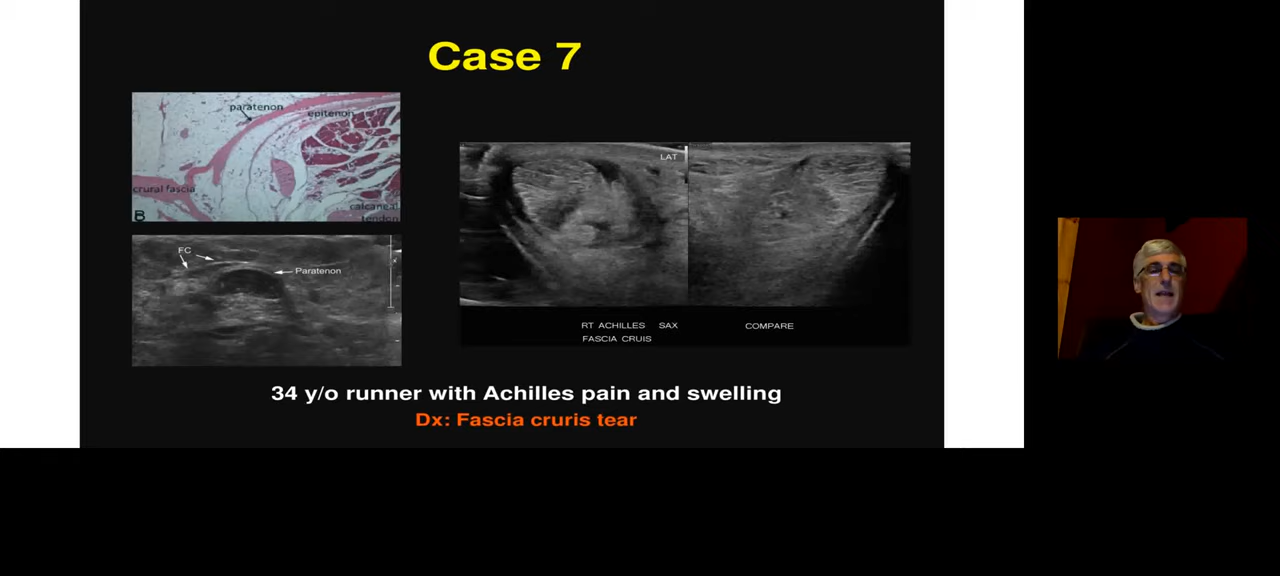 Case 7
paratenon
epitenon
crural fascia
calcaneal
tendon
B
FC
Paratenon
LAT
RT ACHILLES SAX
FASCIA CRUIS
COMPARE
34 y/o runner with Achilles pain and swelling
Dx: Fascia cruris tear